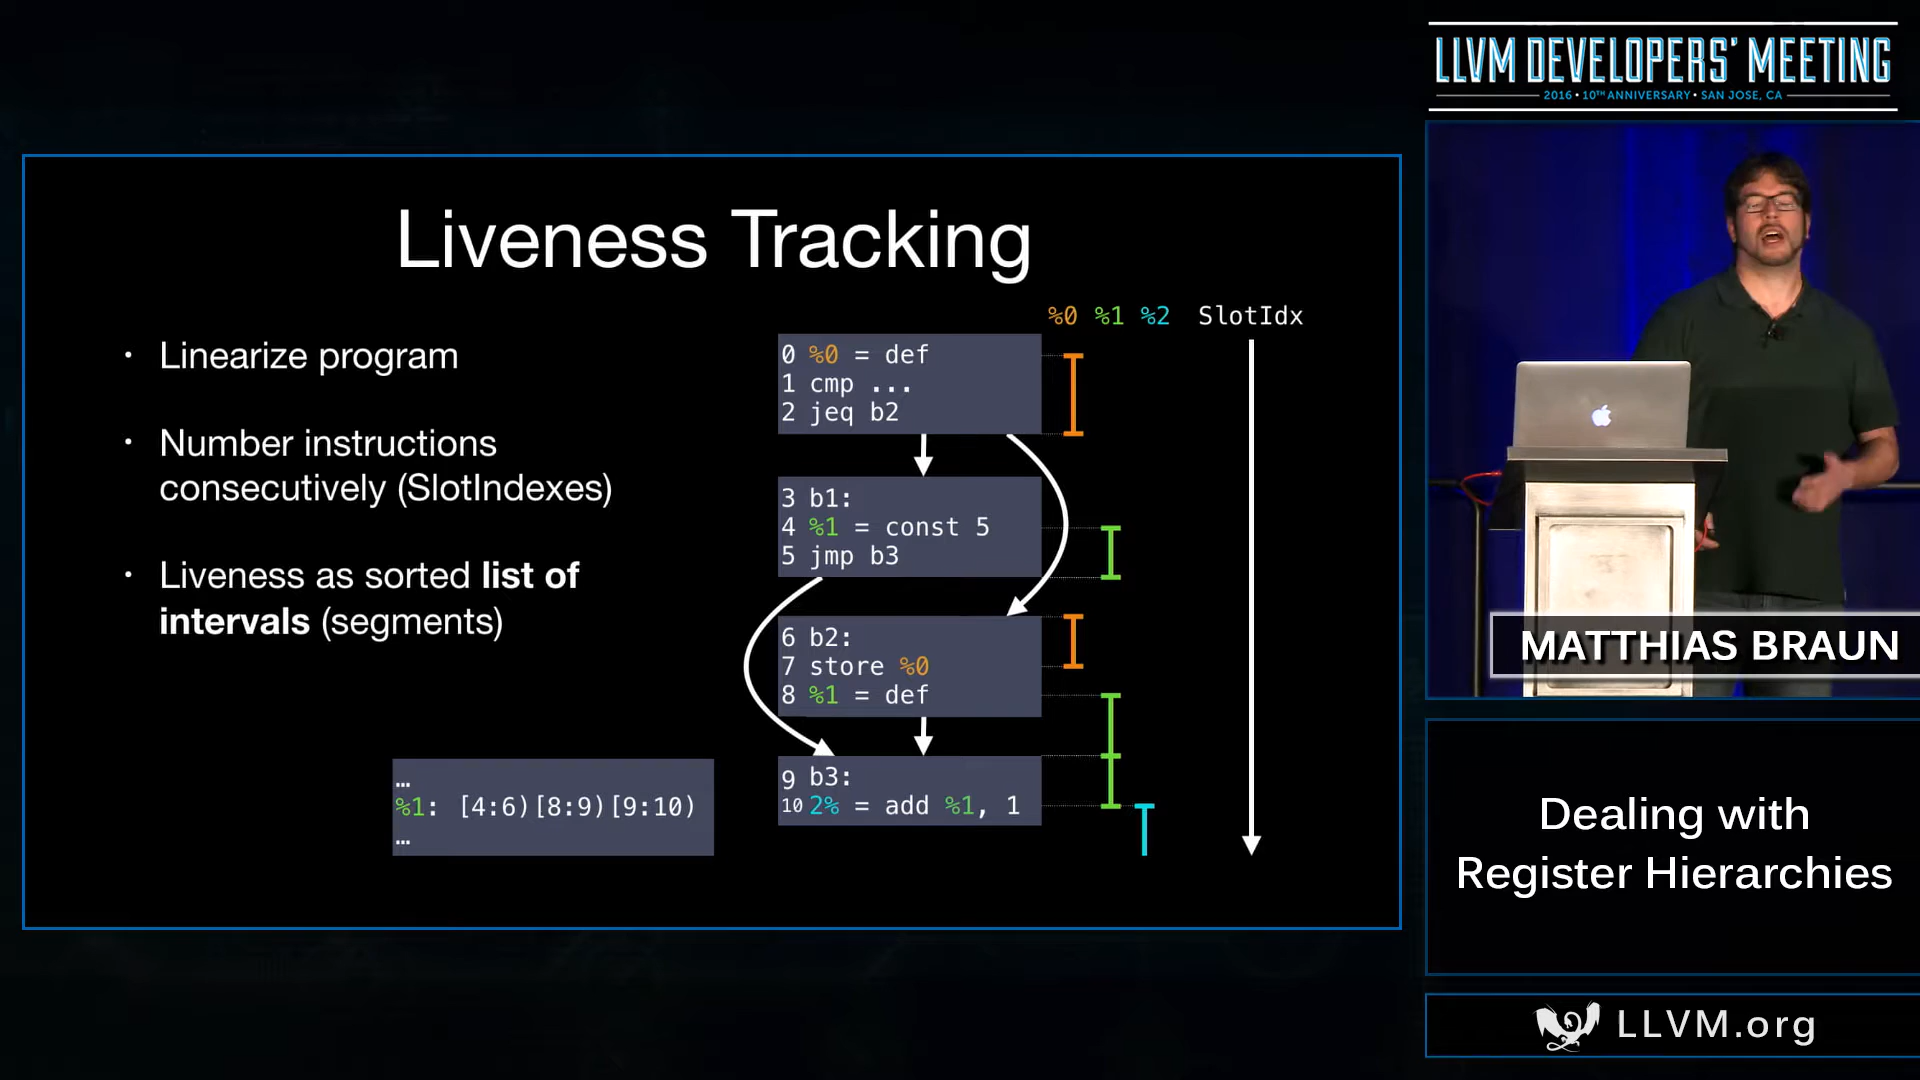 LLVM DEVELOPERS' MEETING
2016 • 10TH ANNIVERSARY • SAN JOSE, CA
Liveness Tracking
• Linearize program
• Number instructions
consecutively (SlotIndexes)
• Liveness as sorted list of
intervals (segments)
…
%1: [4:6)[8:9)[9:10)
…
%0 %1 %2 SlotIdx
0 %0 = def
1 cmp ...
2 jeq b2
3 b1:
4 %1 = const 5
5 jmp b3
6 b2:
7 store %0
8 %1 = def
9 b3:
10 2% = add %1, 1
MATTHIAS BRAUN
Dealing with
Register Hierarchies
LLVM.org